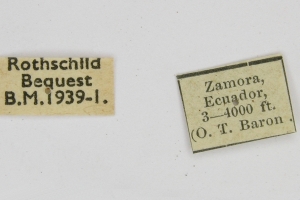 Rothschild
Bequest
B.M.1939-1.
Zamora,
Ecuador,
3—4000 ft.
(O. T. Baron.